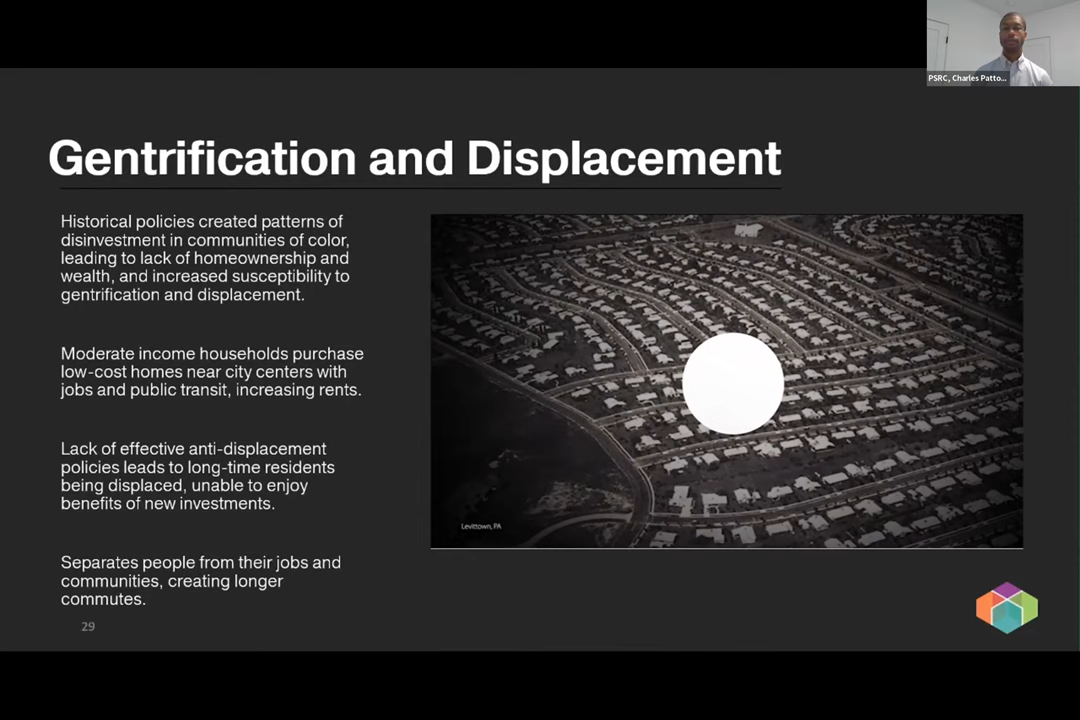 PSRC, Charles Patto...
Gentrification and Displacement
Historical policies created patterns of
disinvestment in communities of color,
leading to lack of homeownership and
wealth, and increased susceptibility to
gentrification and displacement.
Moderate income households purchase
low-cost homes near city centers with
jobs and public transit, increasing rents.
Lack of effective anti-displacement
policies leads to long-time residents
being displaced, unable to enjoy
benefits of new investments.
Separates people from their jobs and
communities, creating longer
commutes.
Levittown, PA
29